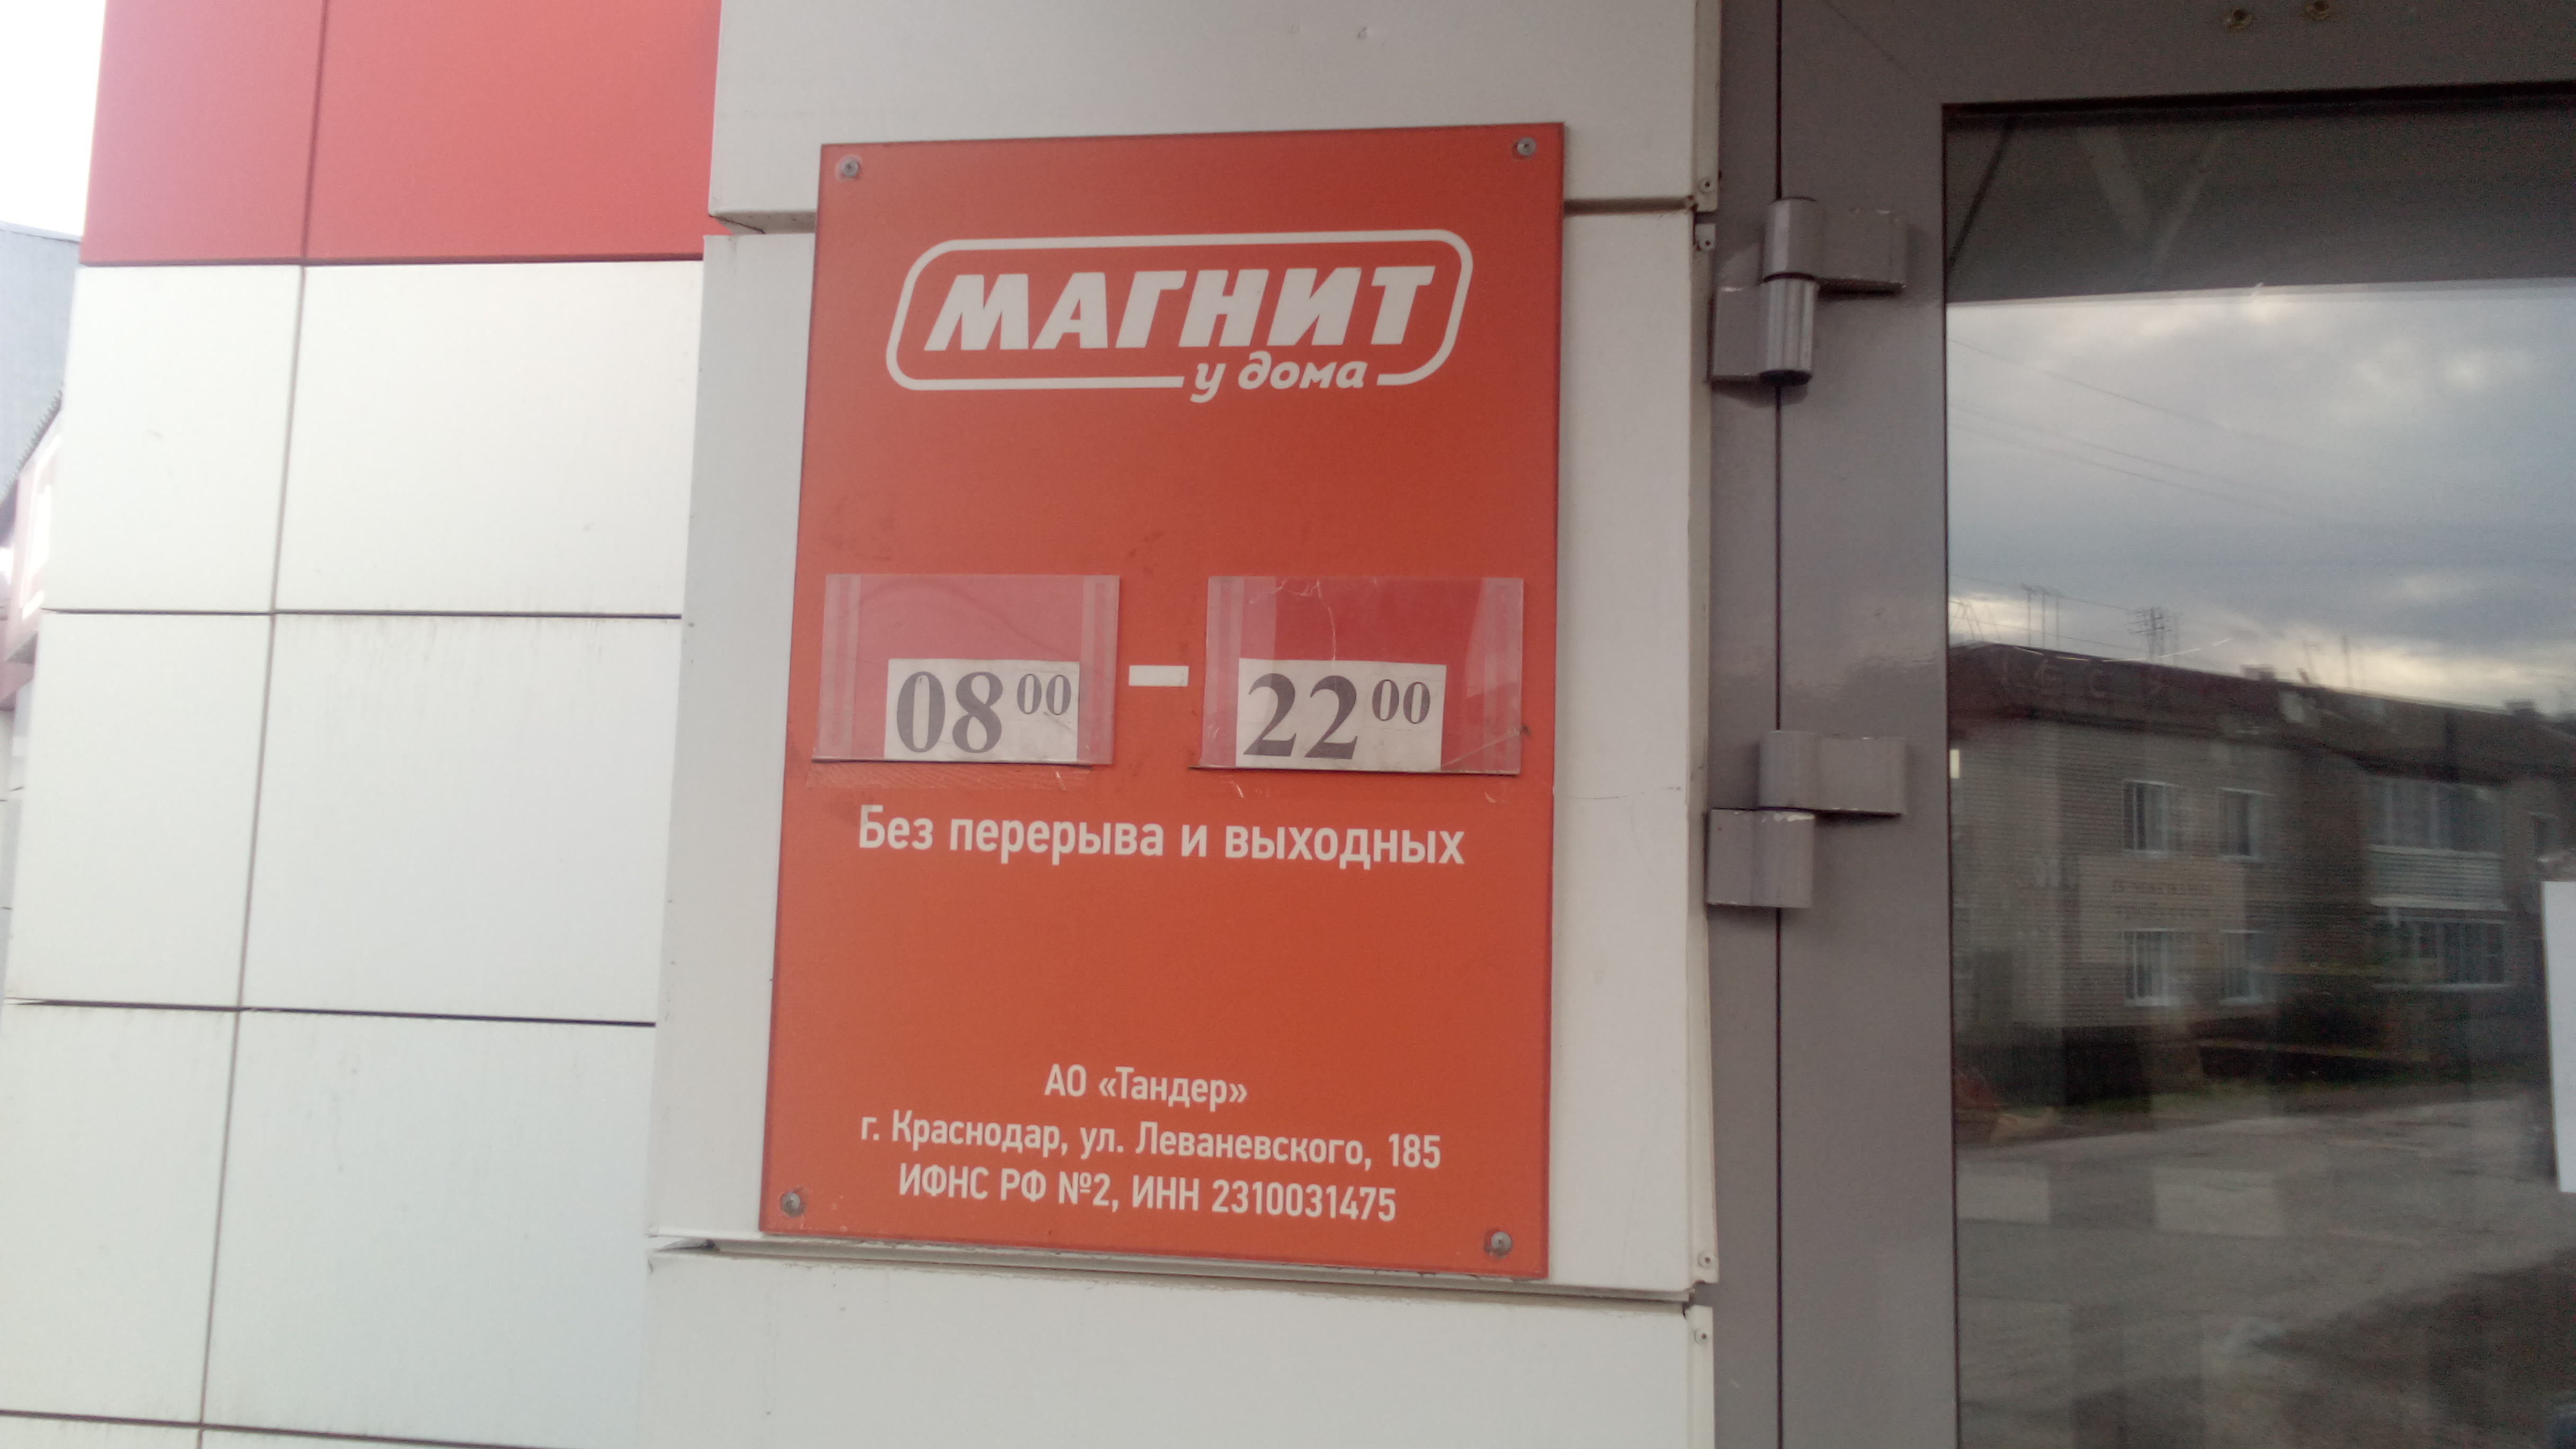 МАГНИТ
у дома
08 00 - 22 00
Без перерыва и выходных
АО «Тандер»
г. Краснодар, ул. Леваневского, 185
ИФНС РФ №2, ИНН 2310031475